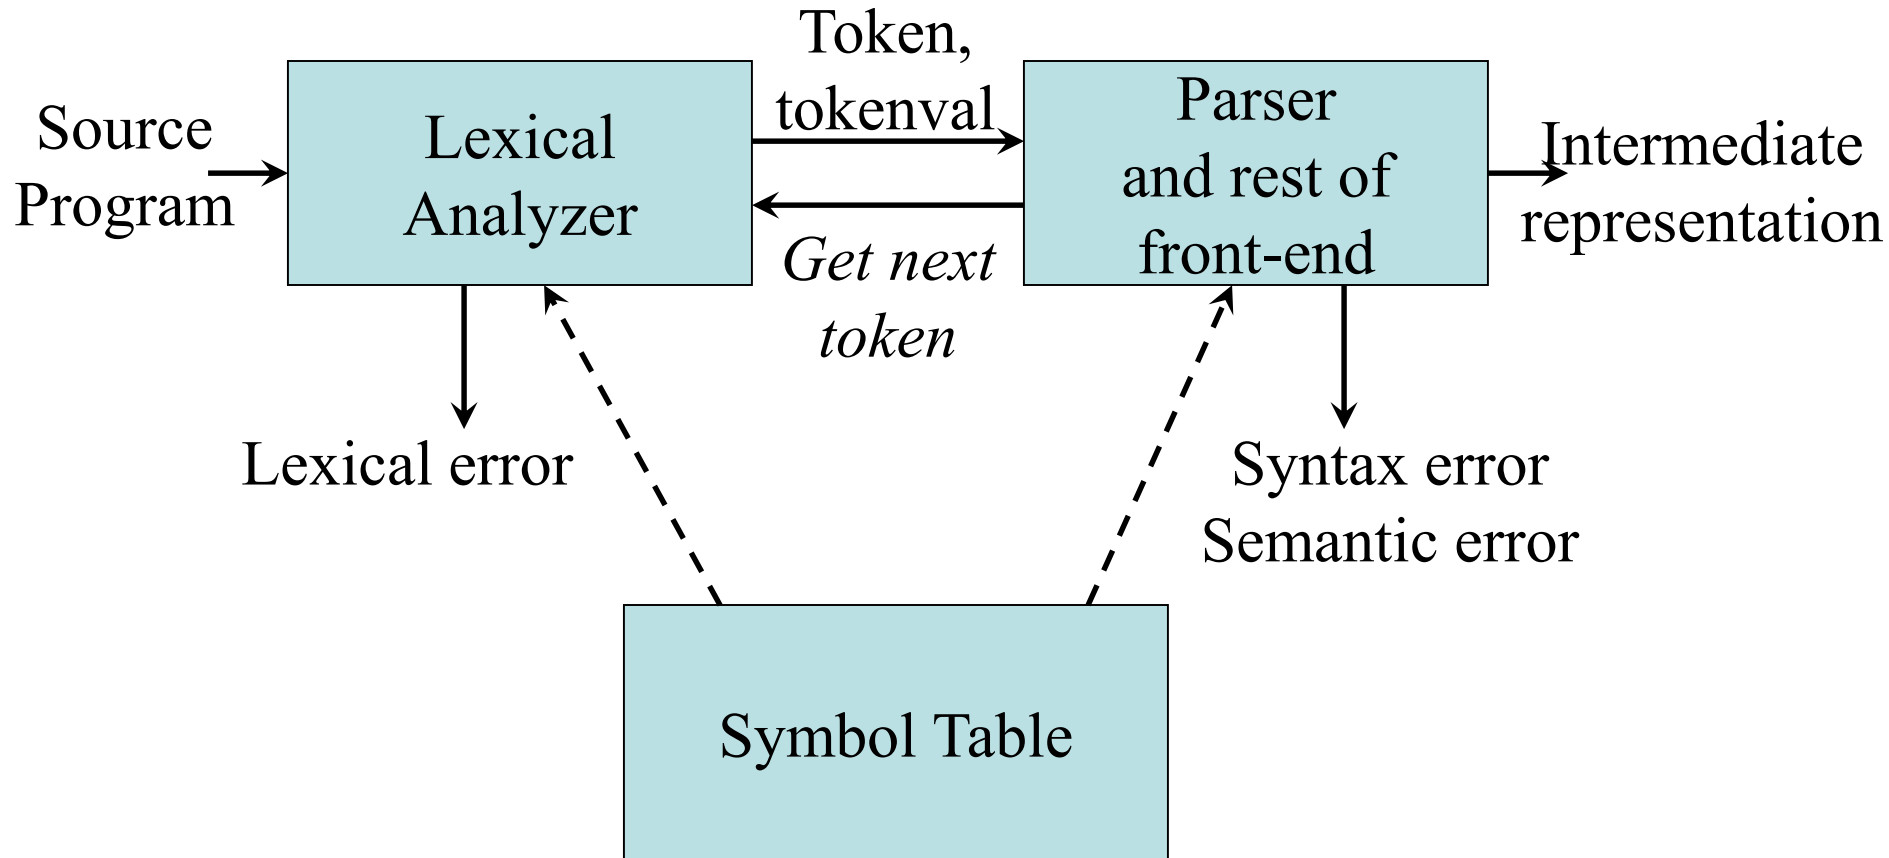 Source
Program
Lexical
Analyzer
Token,
tokenval
Get next
token
Parser
and rest of
front-end
Intermediate
representation
Lexical error
Syntax error
Semantic error
Symbol Table